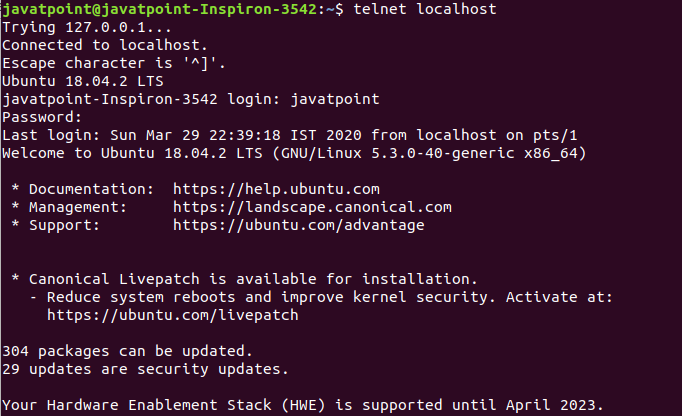 javatpoint@javatpoint-Inspiron-3542:~$ telnet localhost
Trying 127.0.0.1...
Connected to localhost.
Escape character is '^]'.
Ubuntu 18.04.2 LTS
javatpoint-Inspiron-3542 login: javatpoint
Password:
Last login: Sun Mar 29 22:39:18 IST 2020 from localhost on pts/1
Welcome to Ubuntu 18.04.2 LTS (GNU/Linux 5.3.0-40-generic x86_64)
* Documentation:  https://help.ubuntu.com
* Management:     https://landscape.canonical.com
* Support:        https://ubuntu.com/advantage
* Canonical Livepatch is available for installation.
- Reduce system reboots and improve kernel security. Activate at:
https://ubuntu.com/livepatch
304 packages can be updated.
29 updates are security updates.
Your Hardware Enablement Stack (HWE) is supported until April 2023.